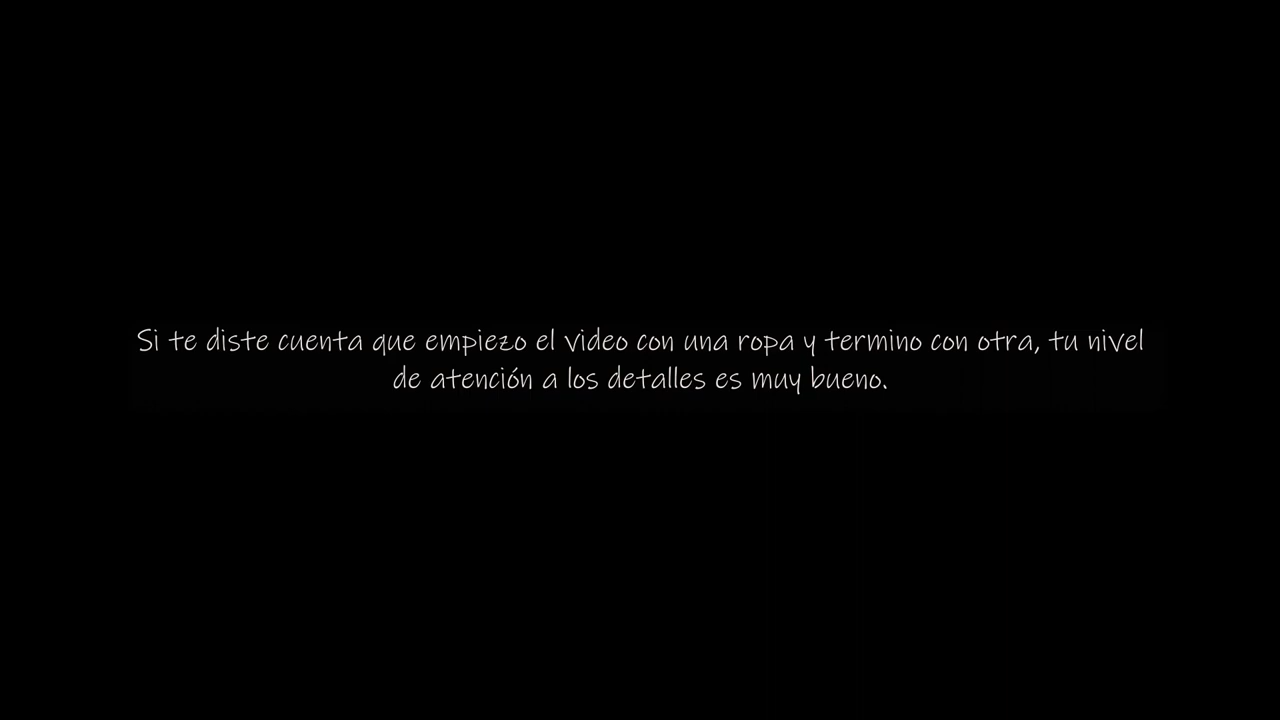 Si te diste cuenta que empiezo el video con una ropa y termino con otra, tu nivel
de atención a los detalles es muy bueno.